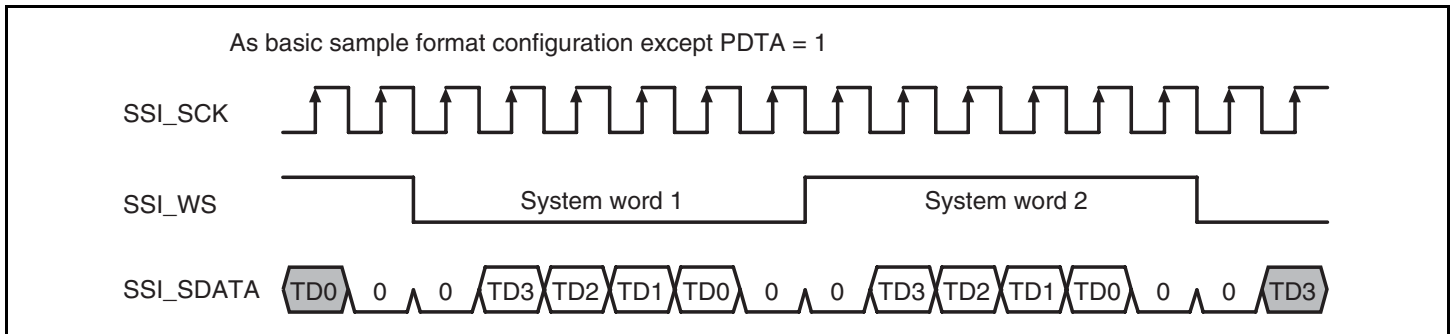 As basic sample format configuration except PDTA = 1
SSI_SCK
SSI_WS System word 1 System word 2
SSI_SDATA TD0 0 0 TD3 TD2 TD1 TD0 0 0 TD3 TD2 TD1 TD0 0 0 TD3